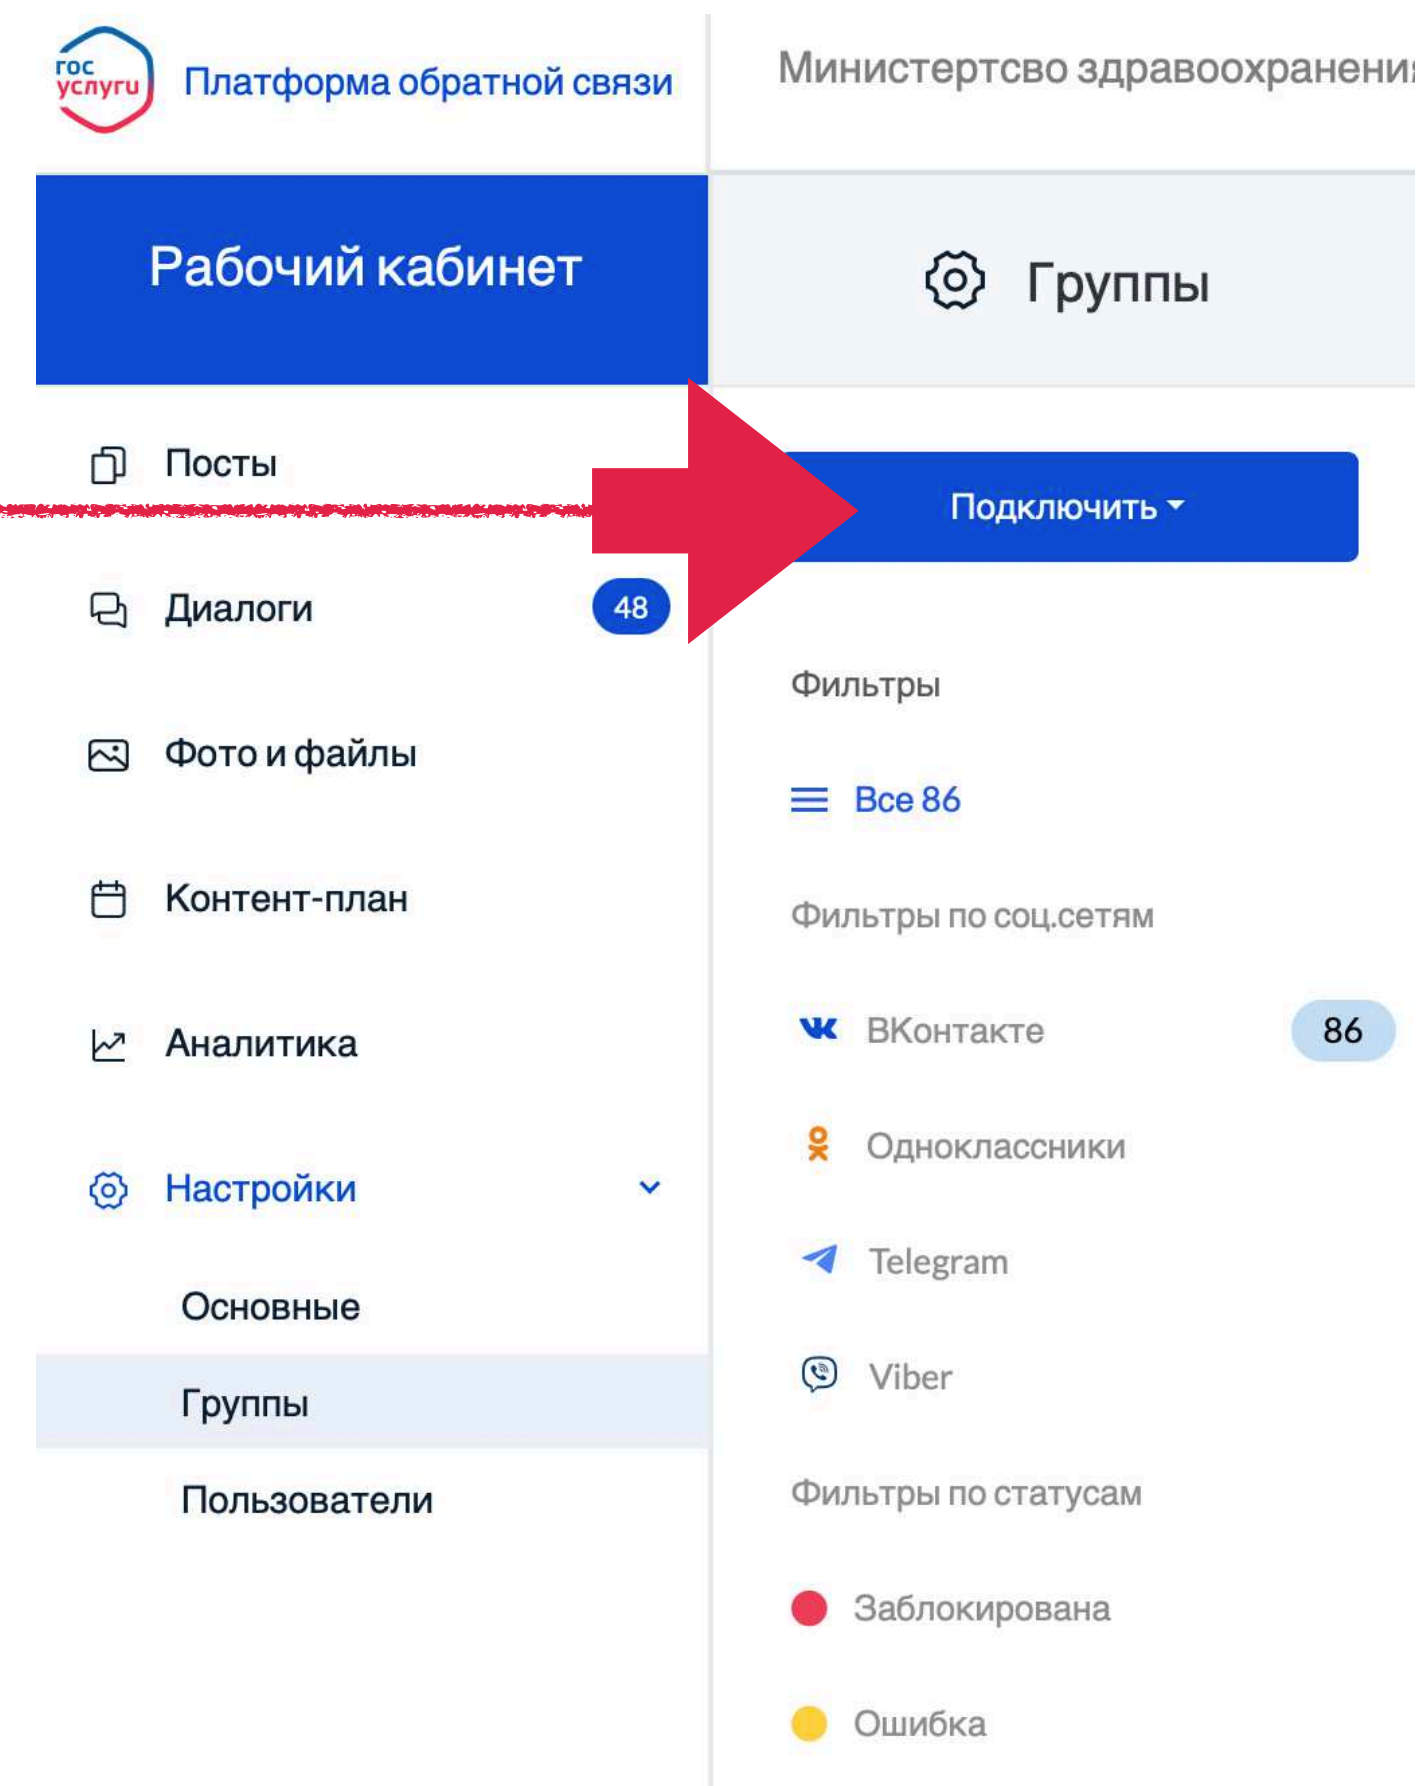 гос
услуги
Платформа обратной связи
Министертсво здравоохранения
Рабочий кабинет
Группы
Посты
Подключить
Диалоги
48
Фильтры
Фото и файлы
Все 86
Контент-план
Фильтры по соц.сетям
Аналитика
ВКонтакте
86
Одноклассники
Настройки
Telegram
Основные
Viber
Группы
Фильтры по статусам
Пользователи
Заблокирована
Ошибка